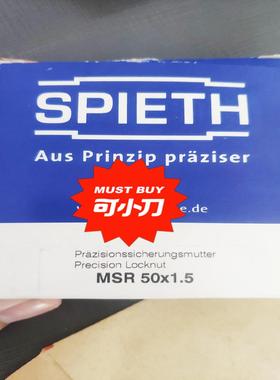 SPIETH
Aus Prinzip präziser
MUST BUY
可小刀
.de
Präzisionssicherungsmutter
Precision Locknut
MSR 50x1.5